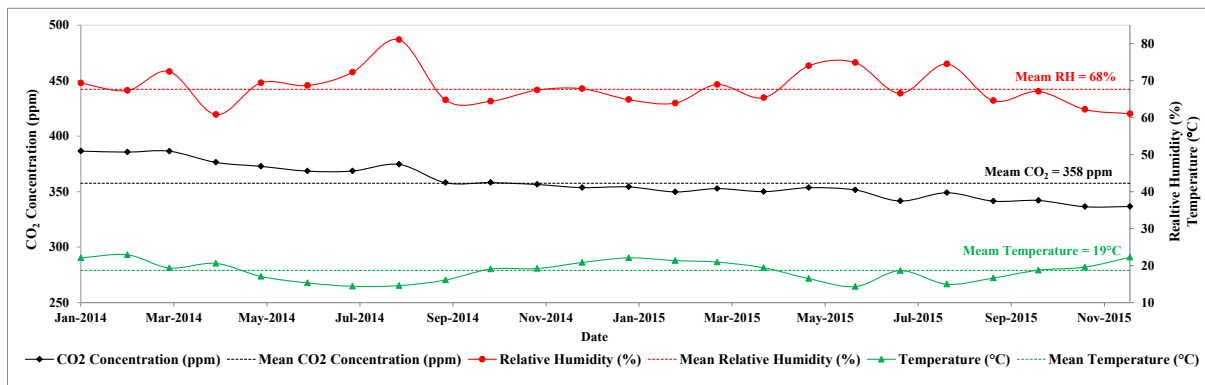 CO₂ Concentration (ppm)
500
450
400
350
300
250
Mean RH = 68%
Mean CO₂ = 358 ppm
Mean Temperature = 19°C
80
70
60
50
40
30
20
10
Realtive Humidity (%)
Temperature (°C)
Jan-2014 Mar-2014 May-2014 Jul-2014 Sep-2014 Nov-2014 Jan-2015 Mar-2015 May-2015 Jul-2015 Sep-2015 Nov-2015
Date
CO2 Concentration (ppm) Mean CO2 Concentration (ppm) Relative Humidity (%) Mean Relative Humidity (%) Temperature (°C) Mean Temperature (°C)